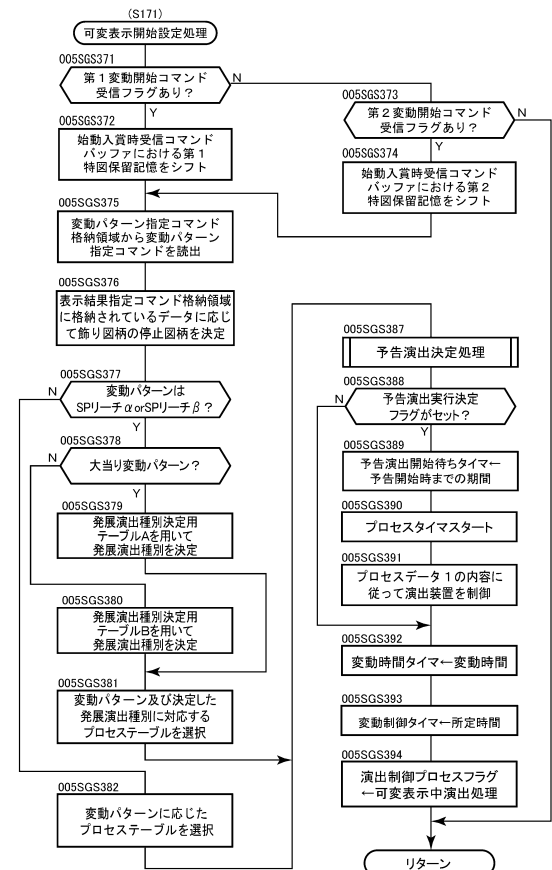 (S171)
可変表示開始設定処理
005SGS371
第1変動開始コマンド
受信フラグあり?
N
Y
005SGS372
始動入賞時受信コマンド
バッファにおける第1
特図保留記憶をシフト
005SGS373
第2変動開始コマンド
受信フラグあり?
N
Y
005SGS374
始動入賞時受信コマンド
バッファにおける第2
特図保留記憶をシフト
005SGS375
変動パターン指定コマンド
格納領域から変動パターン
指定コマンドを読出
005SGS376
表示結果指定コマンド格納領域
に格納されているデータに応じ
て飾り図柄の停止図柄を決定
005SGS377
変動パターンは
SPリーチαorSPリーチβ?
N
Y
005SGS378
大当り変動パターン?
N
Y
005SGS379
発展演出種別決定用
テーブルAを用いて
発展演出種別を決定
005SGS380
発展演出種別決定用
テーブルBを用いて
発展演出種別を決定
005SGS381
変動パターン及び決定した
発展演出種別に対応する
プロセステーブルを選択
005SGS382
変動パターンに応じた
プロセステーブルを選択
005SGS387
予告演出決定処理
005SGS388
予告演出実行決定
フラグがセット?
N
Y
005SGS389
予告演出開始待ちタイマ←
予告開始時までの期間
005SGS390
プロセスタイマスタート
005SGS391
プロセスデータ1の内容に
従って演出装置を制御
005SGS392
変動時間タイマ←変動時間
005SGS393
変動制御タイマ←所定時間
005SGS394
演出制御プロセスフラグ
←可変表示中演出処理
リターン